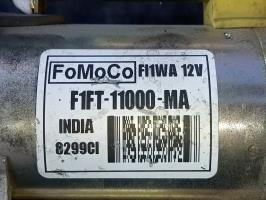 FoMoCo FI1WA 12V
F1FT-11000-MA
INDIA
8299CI